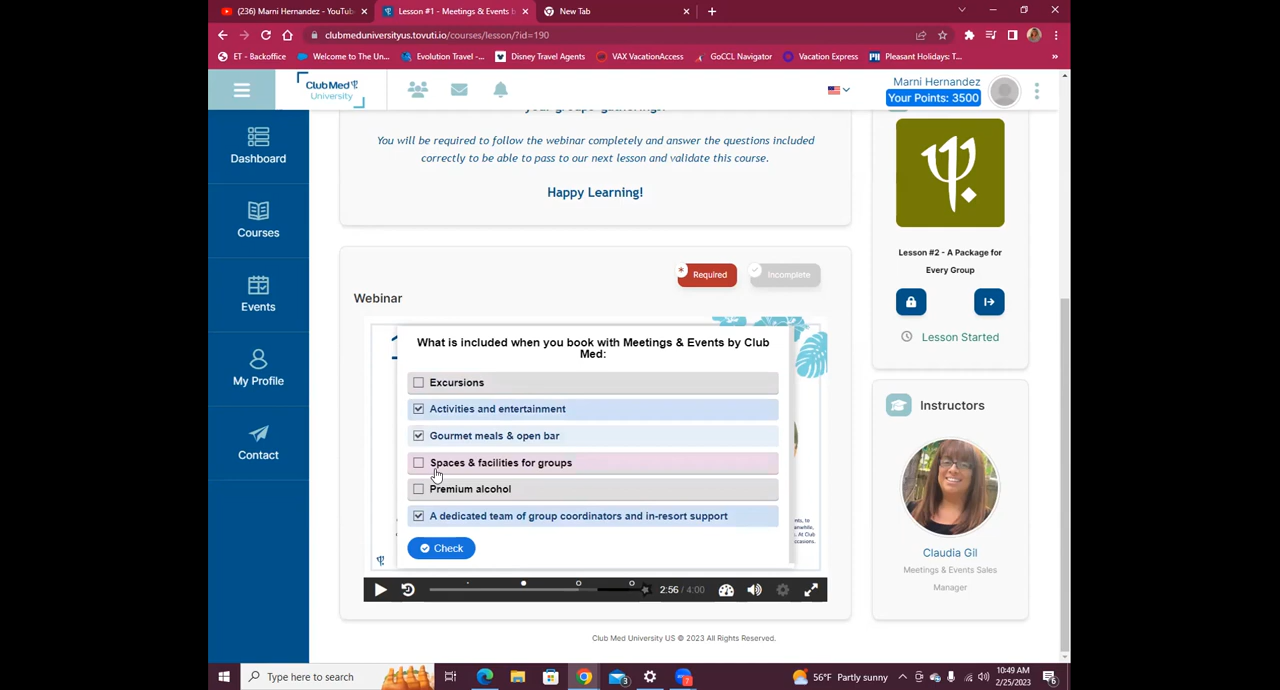 (236) Marni Hernandez - YouTub
Lesson #1 - Meetings & Events b
New Tab
clubmeduniversityus.tovuti.io/courses/lesson/?id=190
ET - Backoffice
Welcome to The Un...
Evolution Travel -...
Disney Travel Agents
VAX VacationAccess
GoCCL Navigator
Vacation Express
Pleasant Holidays: T...
Club Med
University
Marni Hernandez
Your Points: 3500
Dashboard
Courses
Events
My Profile
Contact
your groups' gatherings.
You will be required to follow the webinar completely and answer the questions included
correctly to be able to pass to our next lesson and validate this course.
Happy Learning!
Required
Incomplete
Webinar
What is included when you book with Meetings & Events by Club
Med:
Excursions
Activities and entertainment
Gourmet meals & open bar
Spaces & facilities for groups
Premium alcohol
A dedicated team of group coordinators and in-resort support
Check
2:56 / 4:00
Lesson #2 - A Package for
Every Group
Lesson Started
Instructors
Claudia Gil
Meetings & Events Sales
Manager
Club Med University US © 2023 All Rights Reserved.
Type here to search
3
7
56°F Partly sunny
10:49 AM
2/25/2023
6